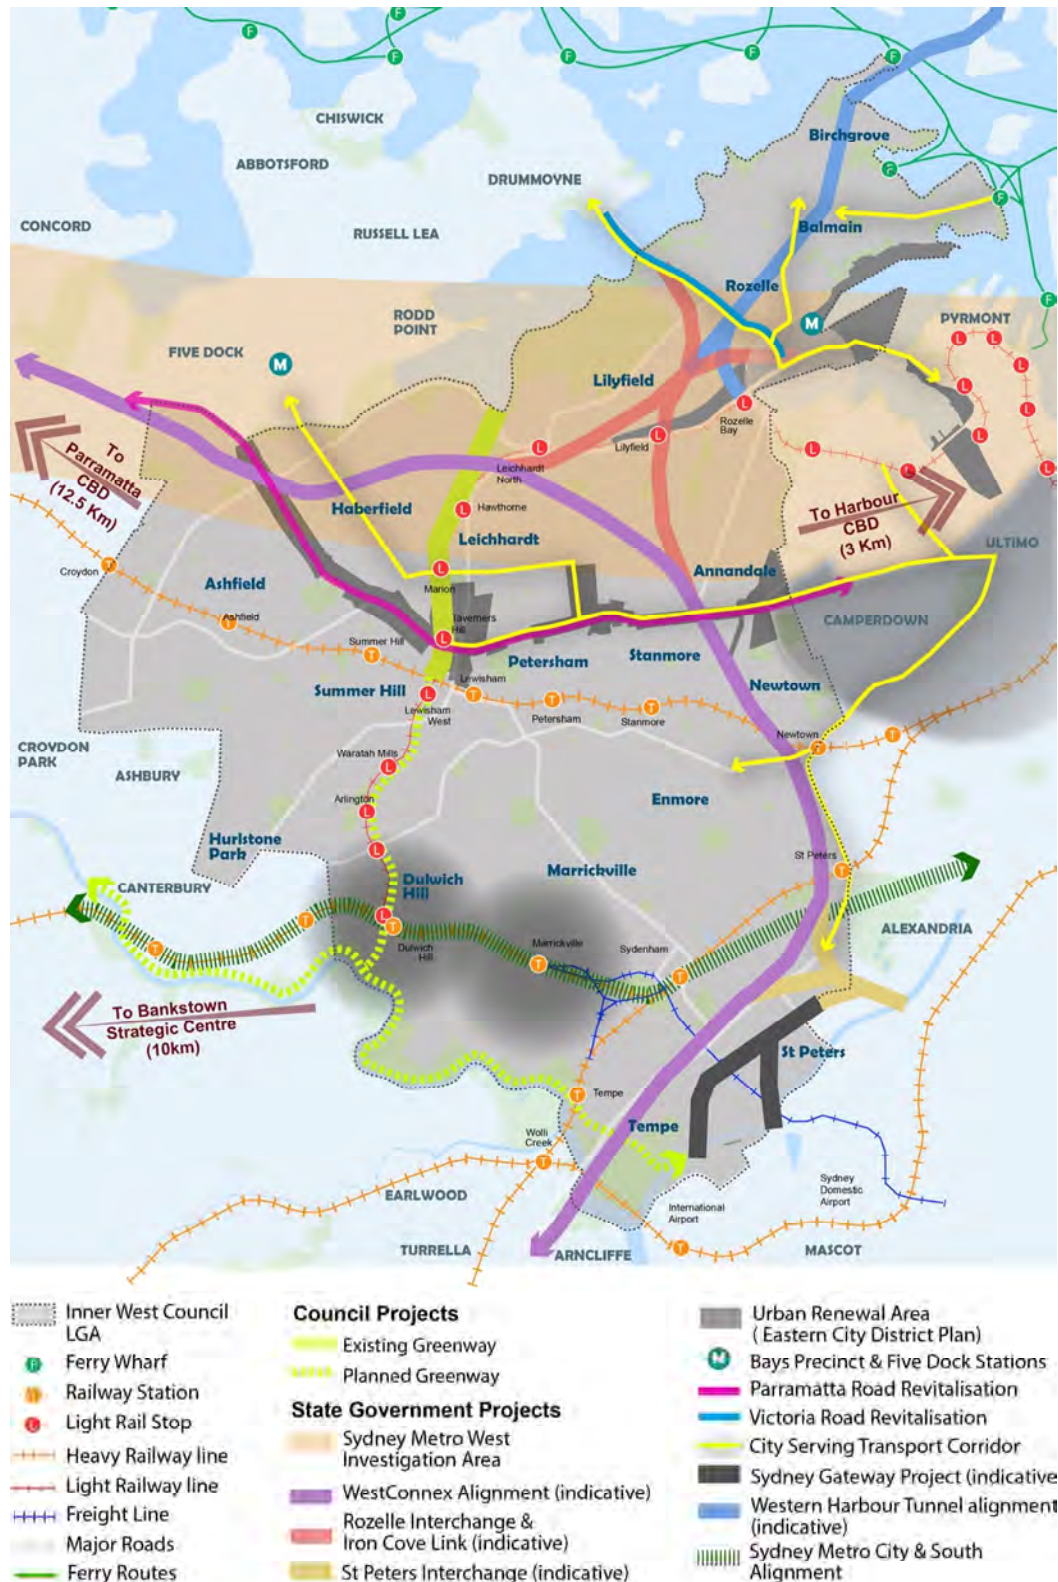 F
F
F
F
F
CHISWICK
Birchgrove
ABBOTSFORD
F
DRUMMOYNE
F
CONCORD
Balmain
RUSSELL LEA
Rozelle
RODD
POINT
M
PYRMONT
F
FIVE DOCK
M
Lilyfield
L
L
L
L
L
L
Rozelle
Bay
L
Lilyfield
L
L
L
L
L
Leichhardt
North
To
Parramatta
CBD
(12.5 Km)
Haberfield
L
Hawthorne
Leichhardt
To Harbour
CBD
(3 Km)
ULTIMO
T
Croydon
Ashfield
L
Marion
Annandale
T
Ashfield
Taverners
Hill
L
CAMPERDOWN
Summer Hill
T
Petersham
Stanmore
Summer Hill
Lewisham
T
L
Lewisham
West
T
Petersham
T
Stanmore
Newtown
Newtown
T
T
CROYDON
PARK
ASHBURY
Waratah Mills
L
Arlington
L
Enmore
Hurlstone
Park
L
St Peters
T
Marrickville
CANTERBURY
Dulwich
Hill
L
T
T
T
Dulwich
Hill
Marrickville
T
Sydenham
T
ALEXANDRIA
To Bankstown
Strategic Centre
(10km)
St Peters
T
Tempe
Tempe
Wolli
Creek
T
EARLWOOD
International
Airport
T
Sydney
Domestic
Airport
TURRELLA
ARNCLIFFE
MASCOT
Inner West Council
LGA
F Ferry Wharf
Railway Station
L Light Rail Stop
Heavy Railway line
Light Railway line
Freight Line
Major Roads
Ferry Routes
Council Projects
Existing Greenway
Planned Greenway
State Government Projects
Sydney Metro West
Investigation Area
WestConnex Alignment (indicative)
Rozelle Interchange &
Iron Cove Link (indicative)
St Peters Interchange (indicative)
Urban Renewal Area
( Eastern City District Plan)
M Bays Precinct & Five Dock Stations
Parramatta Road Revitalisation
Victoria Road Revitalisation
City Serving Transport Corridor
Sydney Gateway Project (indicative
Western Harbour Tunnel alignment
(indicative)
Sydney Metro City & South
Alignment